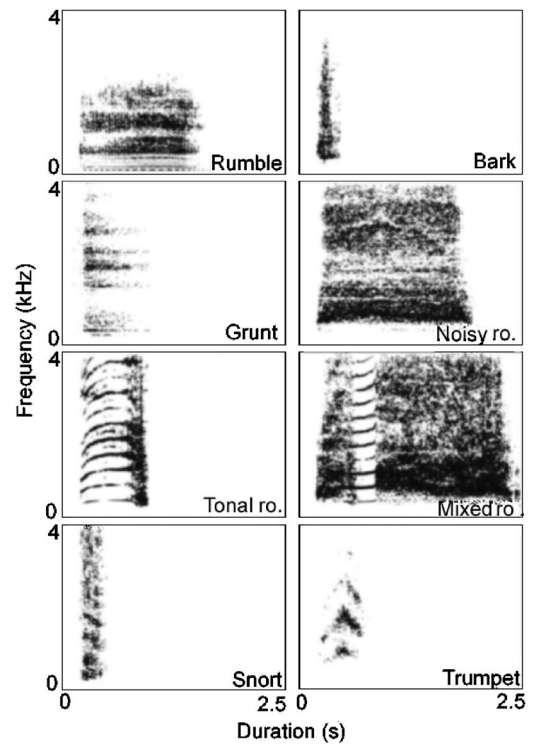 4
0
Rumble
Bark
4
0
Grunt
Noisy ro.
4
0
Tonal ro.
Mixed ro
4
0
Snort
Trumpet
0 2.5 0 2.5
Frequency (kHz)
Duration (s)